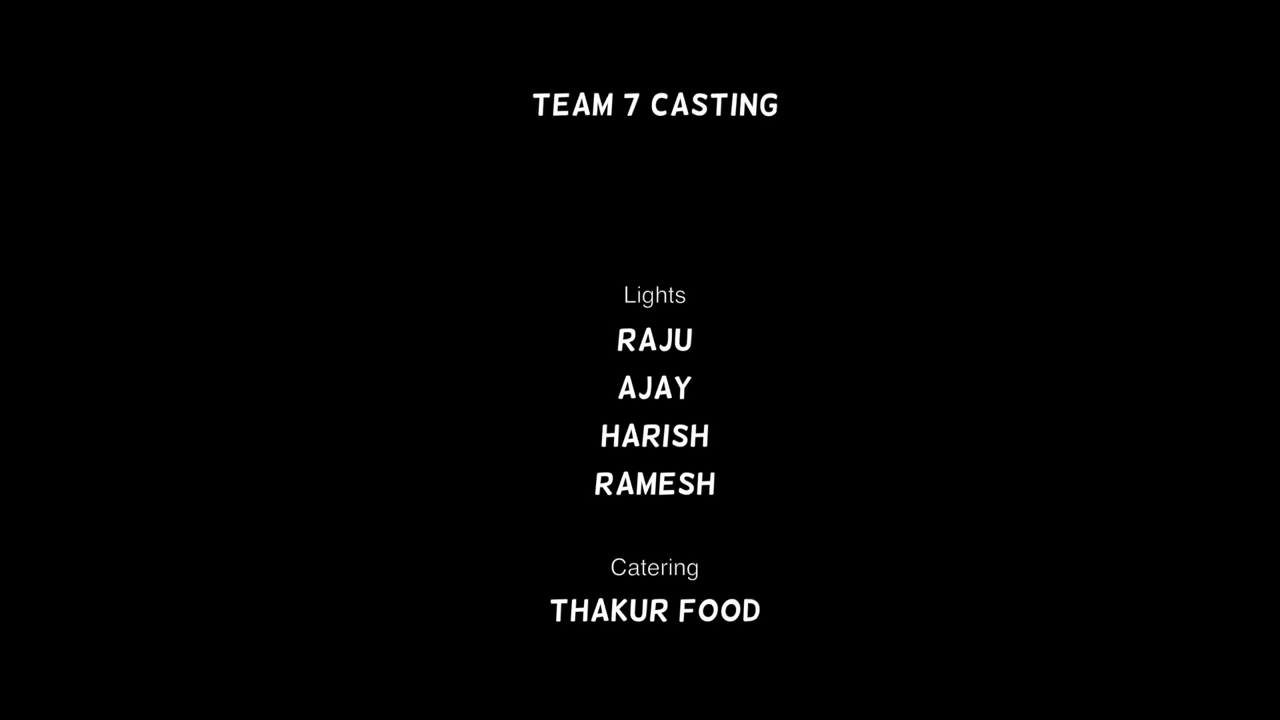 TEAM 7 CASTING
Lights
RAJU
AJAY
HARISH
RAMESH
Catering
THAKUR FOOD